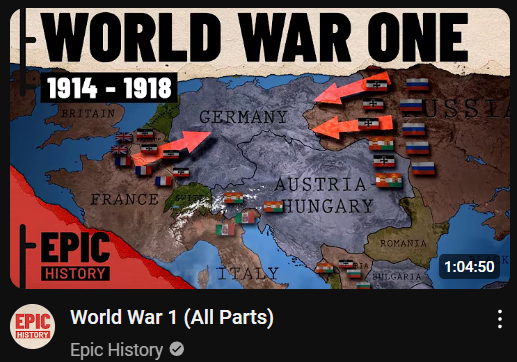 WORLD WAR ONE
1914 - 1918
BRITAIN
GERMANY
RUSSIA
FRANCE
AUSTRIA
HUNGARY
ROMANIA
ITALY
BULGARIA
EPIC
HISTORY
1:04:50
EPIC
HISTORY
World War 1 (All Parts)
Epic History